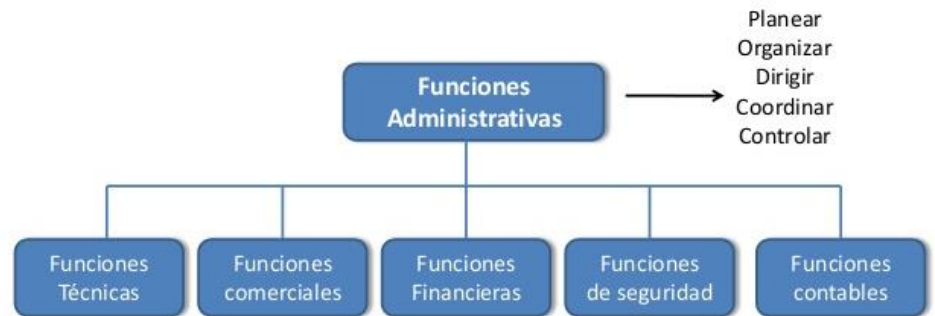 Planear
Organizar
Dirigir
Coordinar
Controlar
Funciones
Administrativas
Funciones
Técnicas
Funciones
comerciales
Funciones
Financieras
Funciones
de seguridad
Funciones
contables